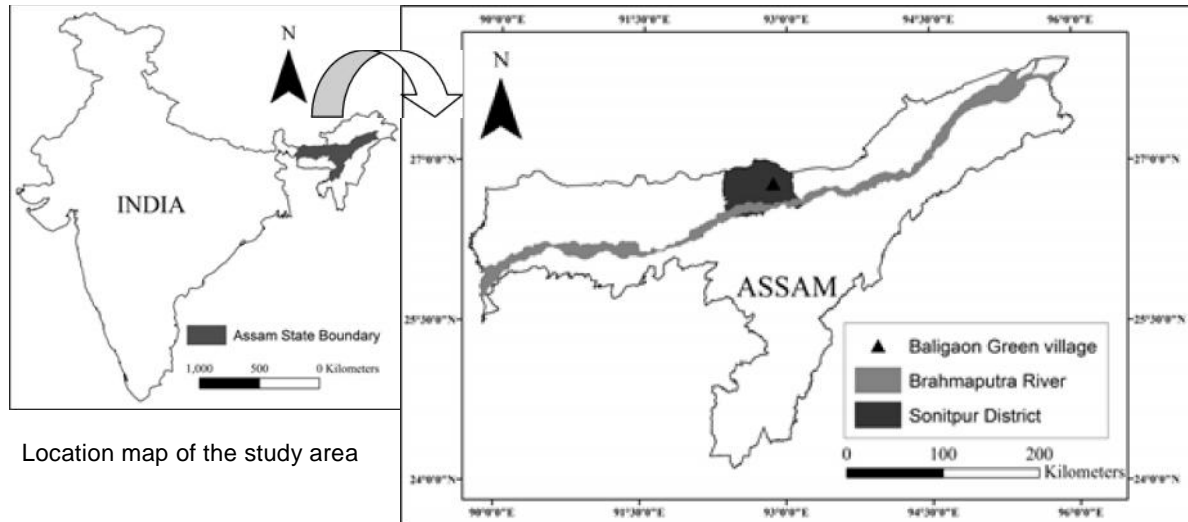 N
INDIA
Assam State Boundary
1,000 500 0 Kilometers
Location map of the study area
90°0'0"E 91°30'0"E 93°0'0"E 94°30'0"E 96°0'0"E
N
27°0'0"N 27°0'0"N
ASSAM
25°30'0"N 25°30'0"N
Baligaon Green village
Brahmaputra River
Sonitpur District
0 100 200
Kilometers
24°0'0"N 24°0'0"N
90°0'0"E 91°30'0"E 93°0'0"E 94°30'0"E 96°0'0"E